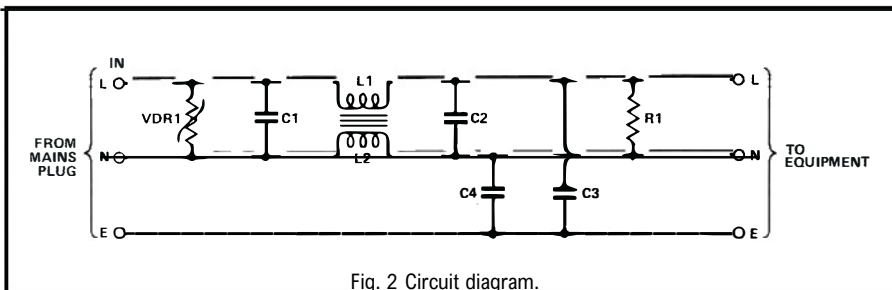 IN
L L1 L
VDR1 C1 C2 R1
FROM
MAINS
PLUG
N L2 N
TO
EQUIPMENT
C4 C3
E E
Fig. 2 Circuit diagram.